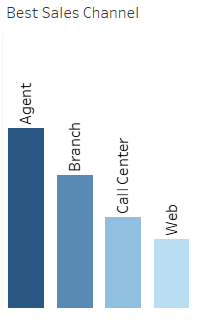 Best Sales Channel
Agent
Branch
Call Center
Web